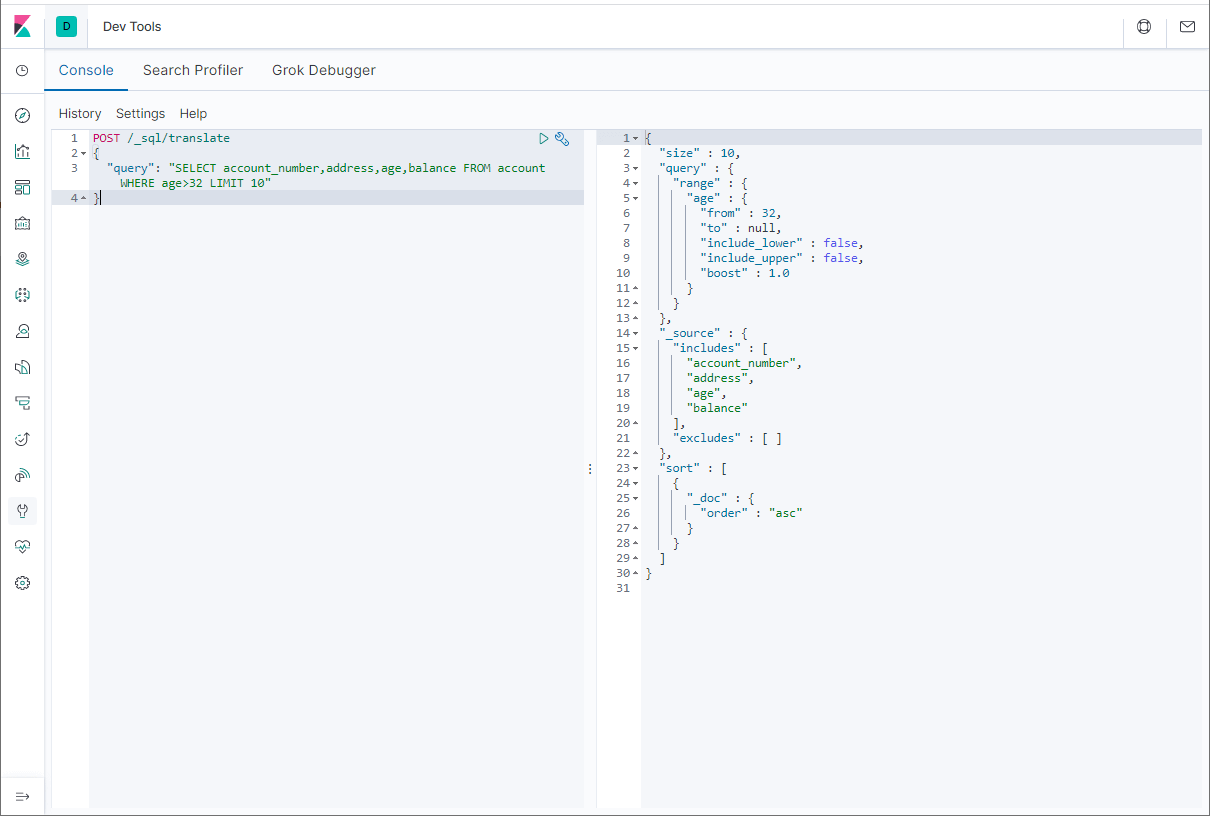 D Dev Tools
Console Search Profiler Grok Debugger
History Settings Help
1 POST /_sql/translate
2 {
3 "query": "SELECT account_number,address,age,balance FROM account
WHERE age>32 LIMIT 10"
4 }
1 {
2 "size" : 10,
3 "query" : {
4 "range" : {
5 "age" : {
6 "from" : 32,
7 "to" : null,
8 "include_lower" : false,
9 "include_upper" : false,
10 "boost" : 1.0
11 }
12 }
13 },
14 "_source" : {
15 "includes" : [
16 "account_number",
17 "address",
18 "age",
19 "balance"
20 ],
21 "excludes" : [ ]
22 },
23 "sort" : [
24 {
25 "_doc" : {
26 "order" : "asc"
27 }
28 }
29 ]
30 }
31